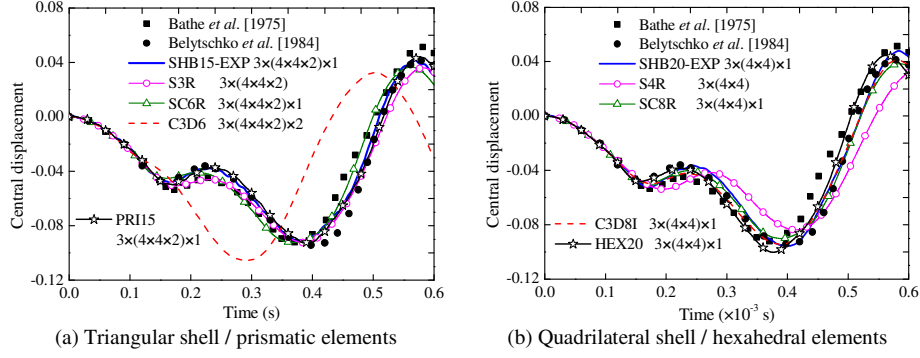 (a)
Bathe et al. [1975]
Belytschko et al. [1984]
SHB15-EXP 3×(4×4×2)×1
S3R 3×(4×4×2)
SC6R 3×(4×4×2)×1
C3D6 3×(4×4×2)×2
PRI15
3×(4×4×2)×1
Central displacement
0.08
0.04
0.00
-0.04
-0.08
-0.12
0.0 0.1 0.2 0.3 0.4 0.5 0.6
Time (s)
(a) Triangular shell / prismatic elements
(b)
Bathe et al. [1975]
Belytschko et al. [1984]
SHB20-EXP 3×(4×4)×1
S4R 3×(4×4)
SC8R 3×(4×4)×1
C3D8I 3×(4×4)×1
HEX20 3×(4×4)×1
Central displacement
0.08
0.04
0.00
-0.04
-0.08
-0.12
0.0 0.1 0.2 0.3 0.4 0.5 0.6
Time (×10⁻³ s)
(b) Quadrilateral shell / hexahedral elements